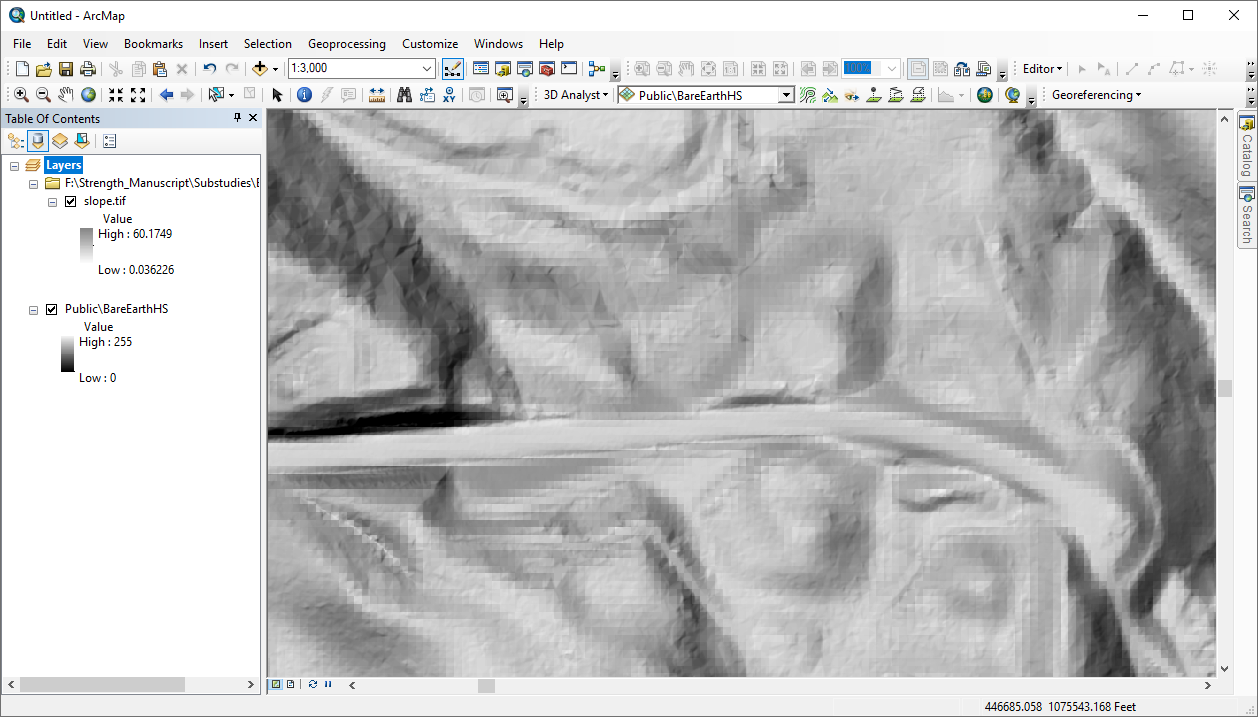 Untitled - ArcMap
File Edit View Bookmarks Insert Selection Geoprocessing Customize Windows Help
1:3,000 100% Editor
3D Analyst Public\BareEarthHS Georeferencing
Table Of Contents
Layers
F:\Strength_Manuscript\Substudies\
slope.tif
Value
High : 60.1749
Low : 0.036226
Public\BareEarthHS
Value
High : 255
Low : 0
Catalog
Search
446685.058 1075543.168 Feet